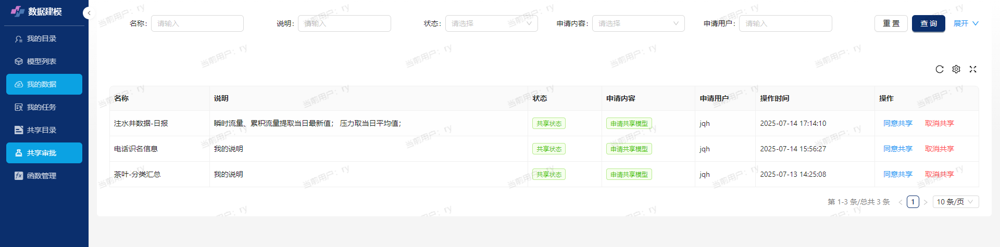 数据建模
我的目录
模型列表
我的数据
我的任务
共享目录
共享审批
函数管理
名称： 请输入 说明： 请输入 状态： 请选择 申请内容： 请选择 申请用户： 请输入 重 置 查 询 展开
名称 说明 状态 申请内容 申请用户 操作时间 操作
注水井数据-日报 瞬时流量、累积流量提取当日最新值； 压力取当日平均值； 共享状态 申请共享模型 jqh 2025-07-14 17:14:10 同意共享 取消共享
电话识名信息 我的说明 共享状态 申请共享模型 jqh 2025-07-14 15:56:27 同意共享 取消共享
茶叶-分类汇总 我的说明 共享状态 申请共享模型 jqh 2025-07-13 14:25:08 同意共享 取消共享
第 1-3 条/总共 3 条 < 1 > 10 条/页
当前用户：ry